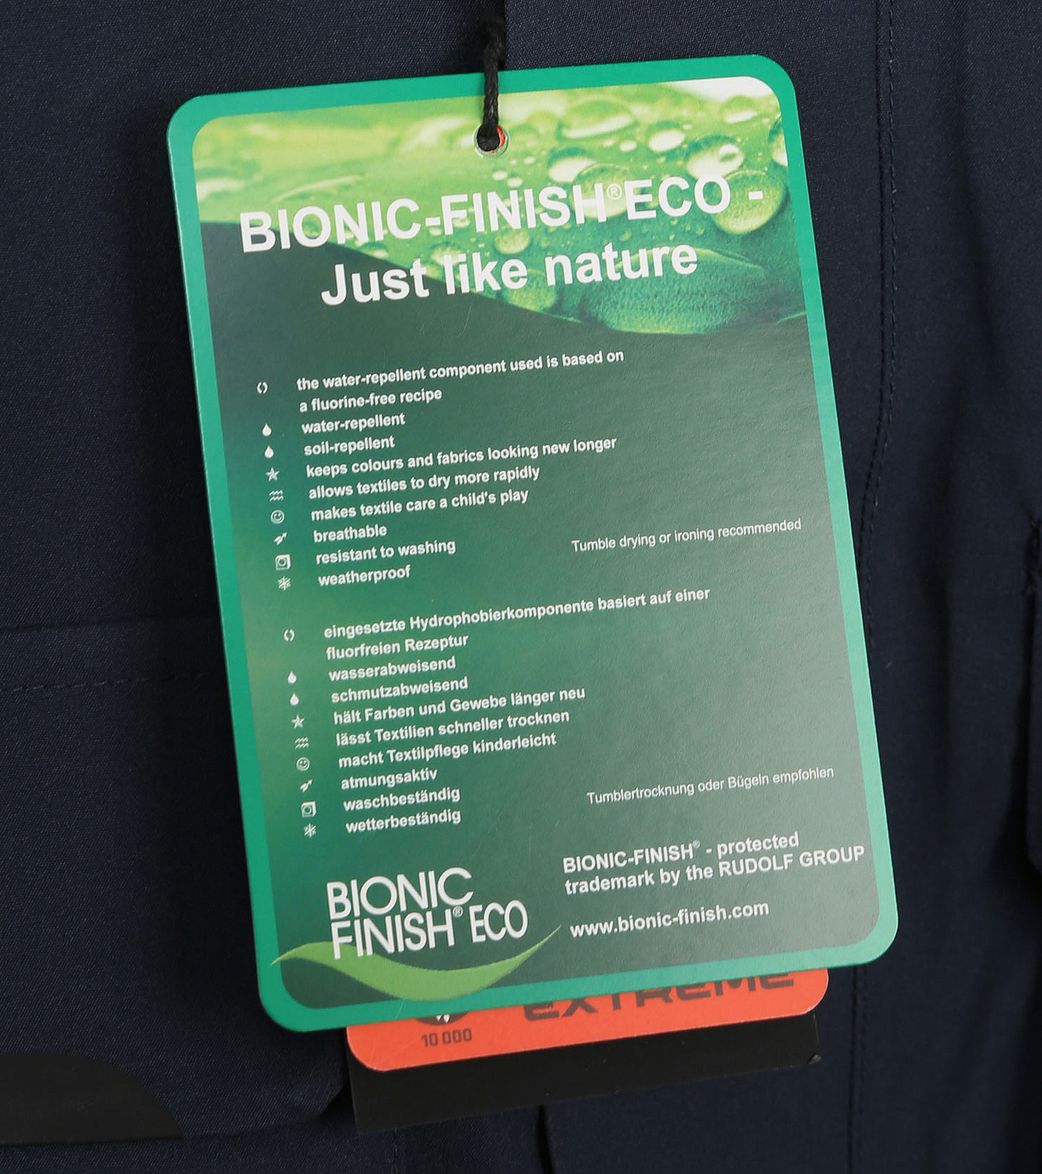 BIONIC-FINISH®ECO -
Just like nature
the water-repellent component used is based on
a fluorine-free recipe
water-repellent
soil-repellent
keeps colours and fabrics looking new longer
allows textiles to dry more rapidly
makes textile care a child's play
breathable
resistant to washing Tumble drying or ironing recommended
weatherproof
eingesetzte Hydrophobierkomponente basiert auf einer
fluorfreien Rezeptur
wasserabweisend
schmutzabweisend
hält Farben und Gewebe länger neu
lässt Textilien schneller trocknen
macht Textilpflege kinderleicht
atmungsaktiv
waschbeständig Tumblertrocknung oder Bügeln empfohlen
wetterbeständig
BIONIC
FINISH® ECO
BIONIC-FINISH® - protected
trademark by the RUDOLF GROUP
www.bionic-finish.com
EXTREME
10 000